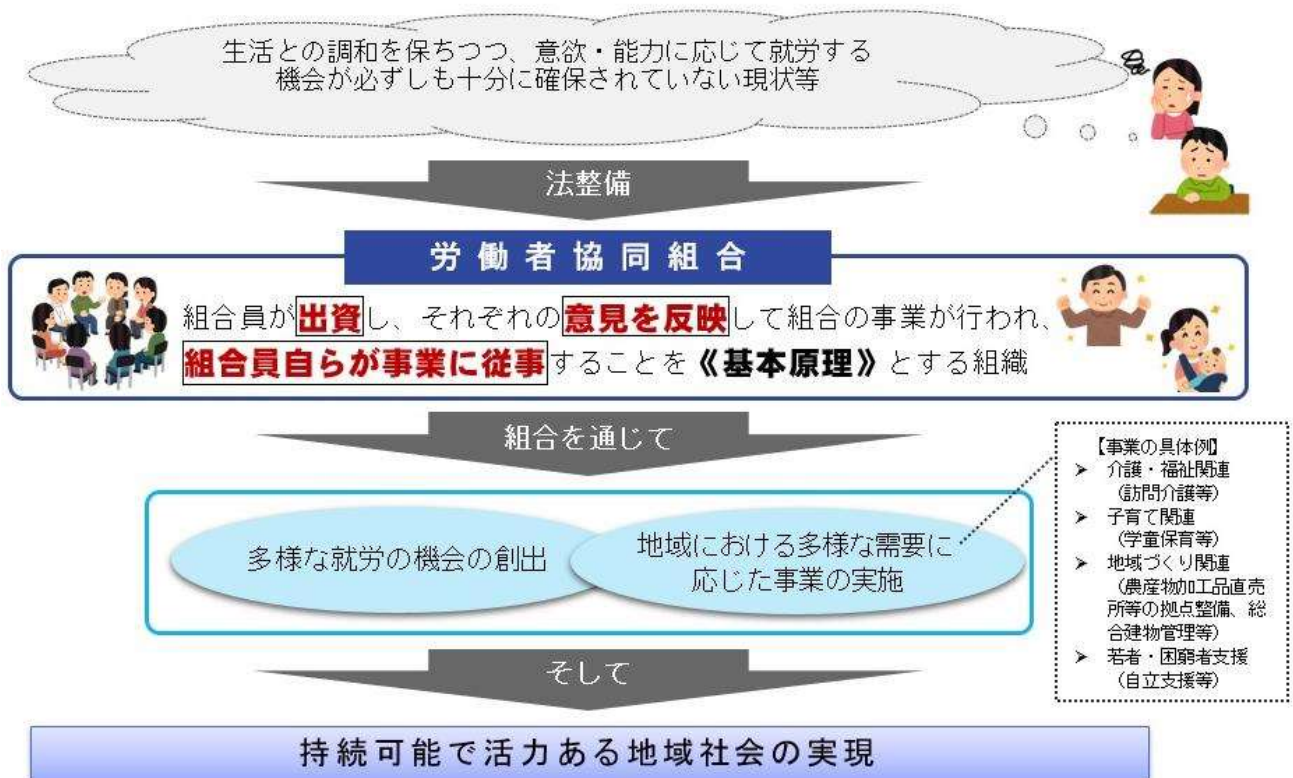 生活との調和を保ちつつ、意欲・能力に応じて就労する
機会が必ずしも十分に確保されていない現状等
法整備
労働者協同組合
組合員が出資し、それぞれの意見を反映して組合の事業が行われ、
組合員自らが事業に従事することを《基本原理》とする組織
組合を通じて
多様な就労の機会の創出
地域における多様な需要に
応じた事業の実施
【事業の具体例】
➢ 介護・福祉関連
（訪問介護等）
➢ 子育て関連
（学童保育等）
➢ 地域づくり関連
（農産物加工品直売
所等の拠点整備、総
合建物管理等）
➢ 若者・困窮者支援
（自立支援等）
そして
持続可能で活力ある地域社会の実現